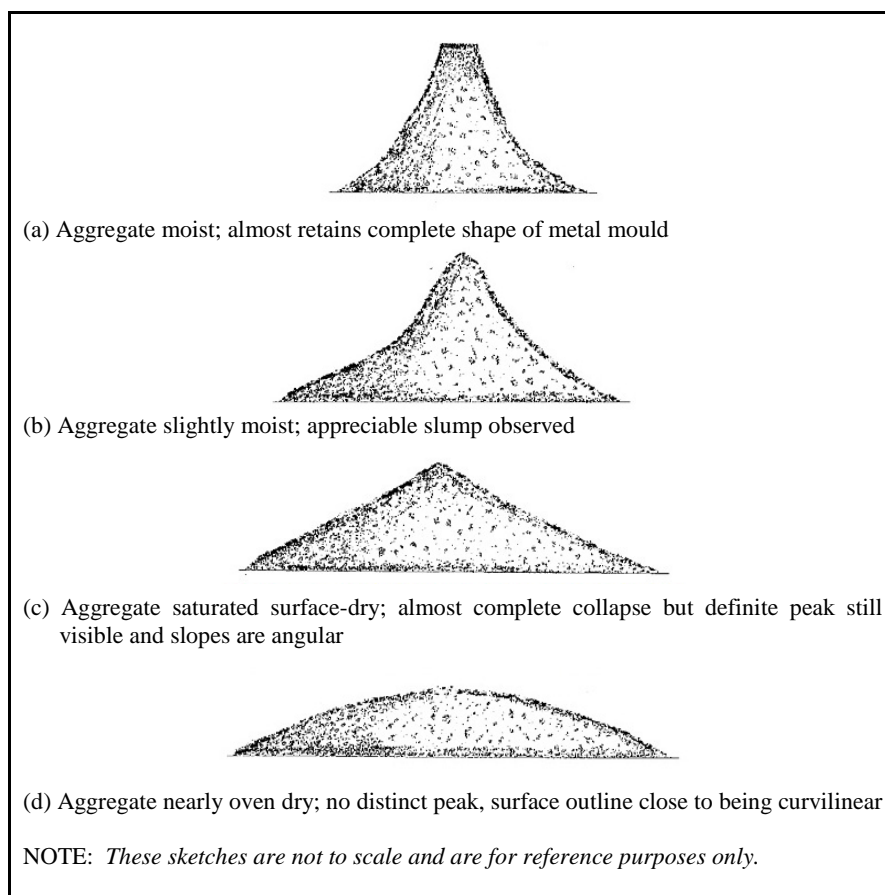 (a) Aggregate moist; almost retains complete shape of metal mould
(b) Aggregate slightly moist; appreciable slump observed
(c) Aggregate saturated surface-dry; almost complete collapse but definite peak still
visible and slopes are angular
(d) Aggregate nearly oven dry; no distinct peak, surface outline close to being curvilinear
NOTE: These sketches are not to scale and are for reference purposes only.